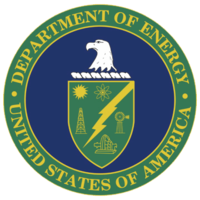 DEPARTMENT OF ENERGY
UNITED STATES OF AMERICA